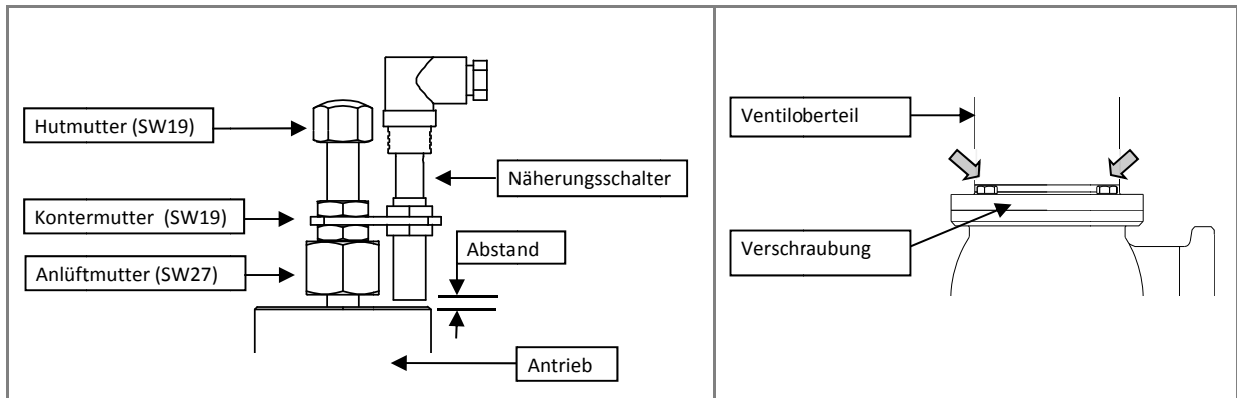 Hutmutter (SW19)
Näherungsschalter
Kontermutter (SW19)
Abstand
Anlüftmutter (SW27)
Antrieb
Ventiloberteil
Verschraubung